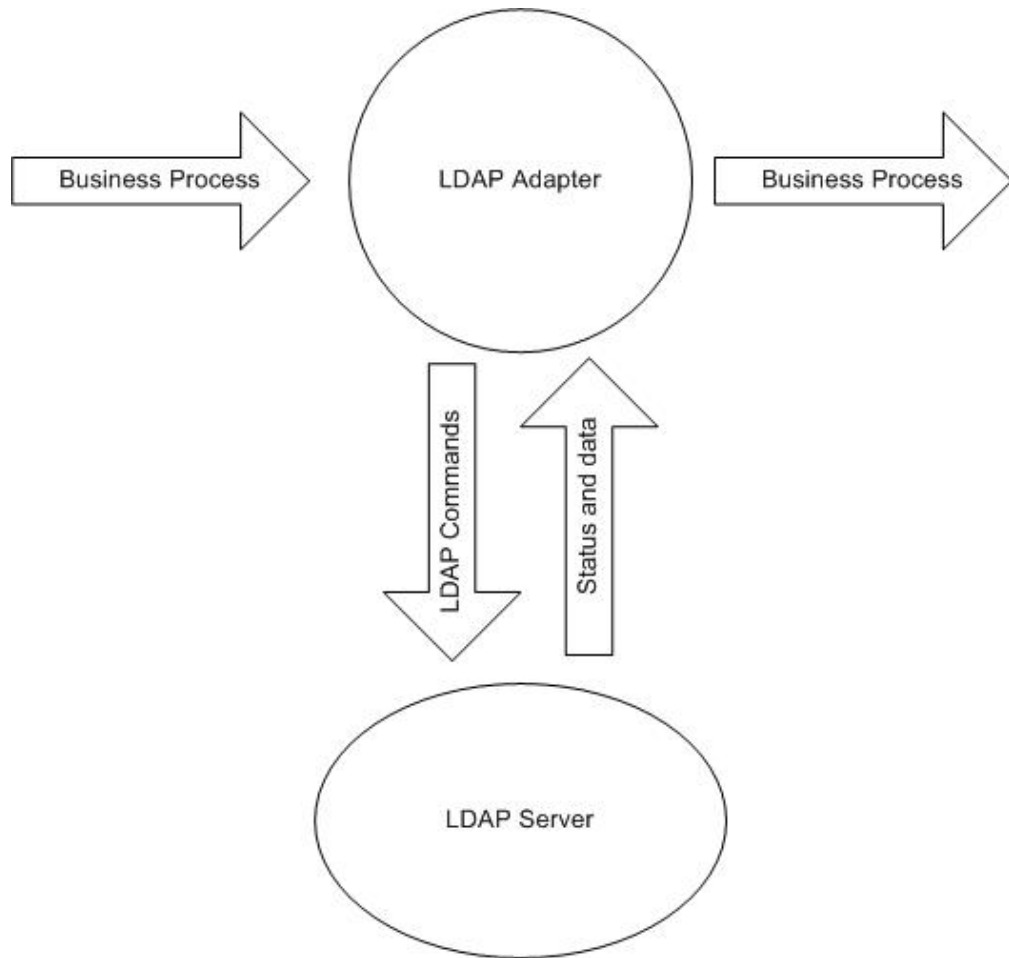 Business Process
LDAP Adapter
Business Process
LDAP Commands
Status and data
LDAP Server